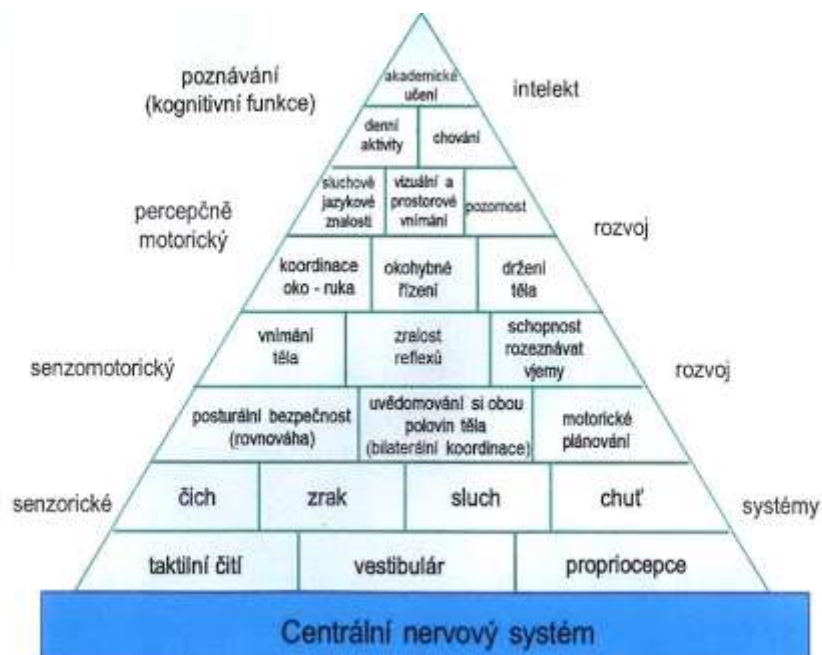 akademické
učení
poznávání
(kognitivní funkce)
intelekt
denní
aktivity
chování
sluchově
jazykové
znalosti
vizuální a
prostorové
vnímání
pozornost
percepčně
motorický
rozvoj
koordinace
oko - ruka
okohybné
řízení
držení
těla
vnímání
těla
zralost
reflexů
schopnost
rozeznávat
vjemy
senzomotorický
rozvoj
posturální bezpečnost
(rovnováha)
uvědomování si obou
polovin těla
(bilaterální koordinace)
motorické
plánování
senzorické
čich
zrak
sluch
chuť
systémy
taktilní čití
vestibulár
propriocepce
Centrální nervový systém